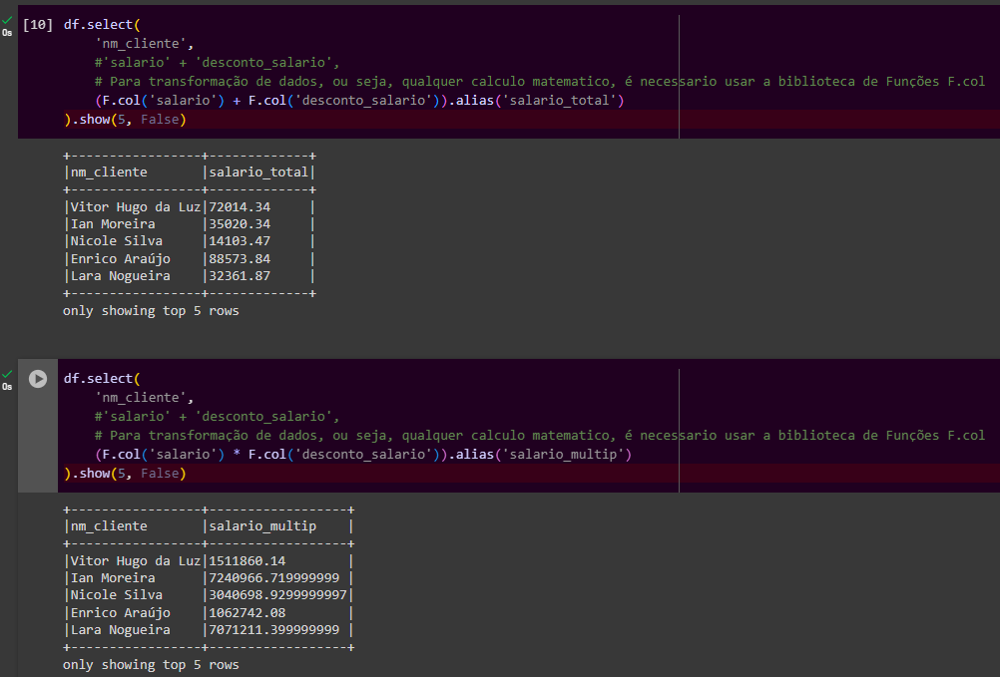 [10] df.select(
0s
'nm_cliente',
#'salario' + 'desconto_salario',
# Para transformação de dados, ou seja, qualquer calculo matematico, é necessario usar a biblioteca de Funções F.col
(F.col('salario') + F.col('desconto_salario')).alias('salario_total')
).show(5, False)
+-----------------+-------------+
|nm_cliente       |salario_total|
+-----------------+-------------+
|Vitor Hugo da Luz|72014.34     |
|Ian Moreira      |35020.34     |
|Nicole Silva     |14103.47     |
|Enrico Araújo    |88573.84     |
|Lara Nogueira    |32361.87     |
+-----------------+-------------+
only showing top 5 rows
df.select(
0s
'nm_cliente',
#'salario' + 'desconto_salario',
# Para transformação de dados, ou seja, qualquer calculo matematico, é necessario usar a biblioteca de Funções F.col
(F.col('salario') * F.col('desconto_salario')).alias('salario_multip')
).show(5, False)
+-----------------+------------------+
|nm_cliente       |salario_multip    |
+-----------------+------------------+
|Vitor Hugo da Luz|1511860.14        |
|Ian Moreira      |7240966.719999999 |
|Nicole Silva     |3040698.9299999997|
|Enrico Araújo    |1062742.08        |
|Lara Nogueira    |7071211.399999999 |
+-----------------+------------------+
only showing top 5 rows